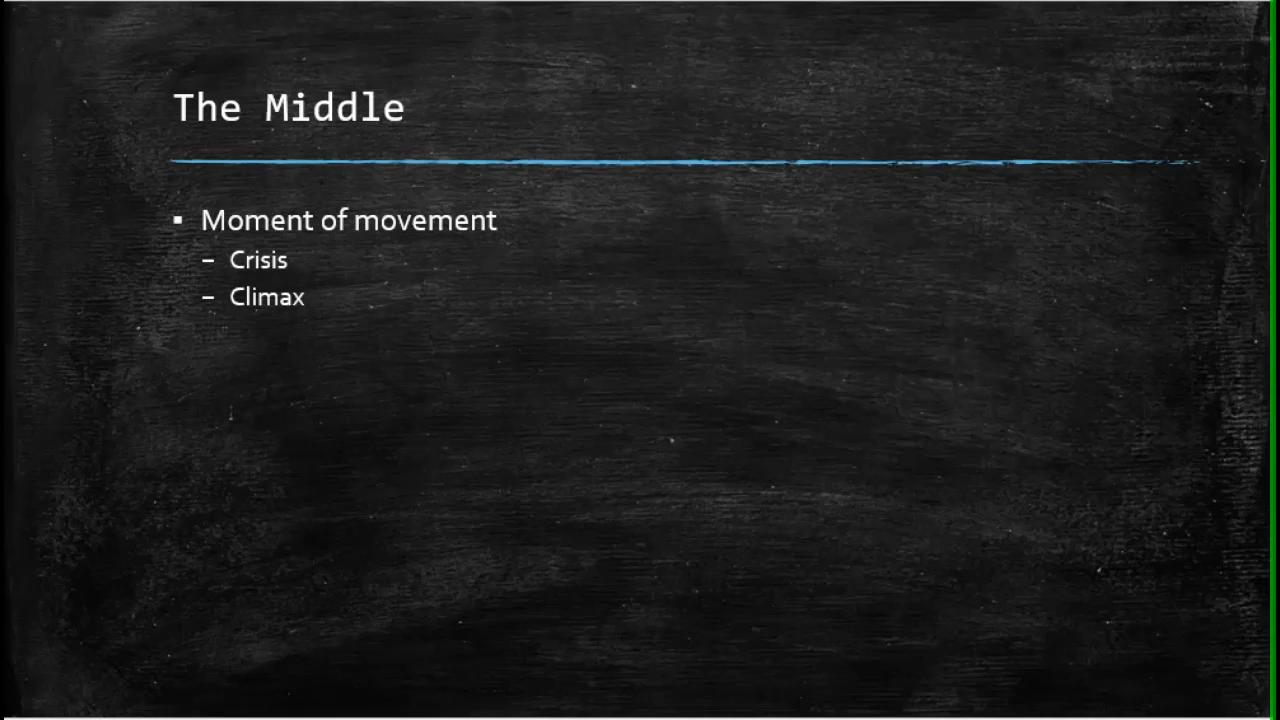 The Middle
▪ Moment of movement
– Crisis
– Climax